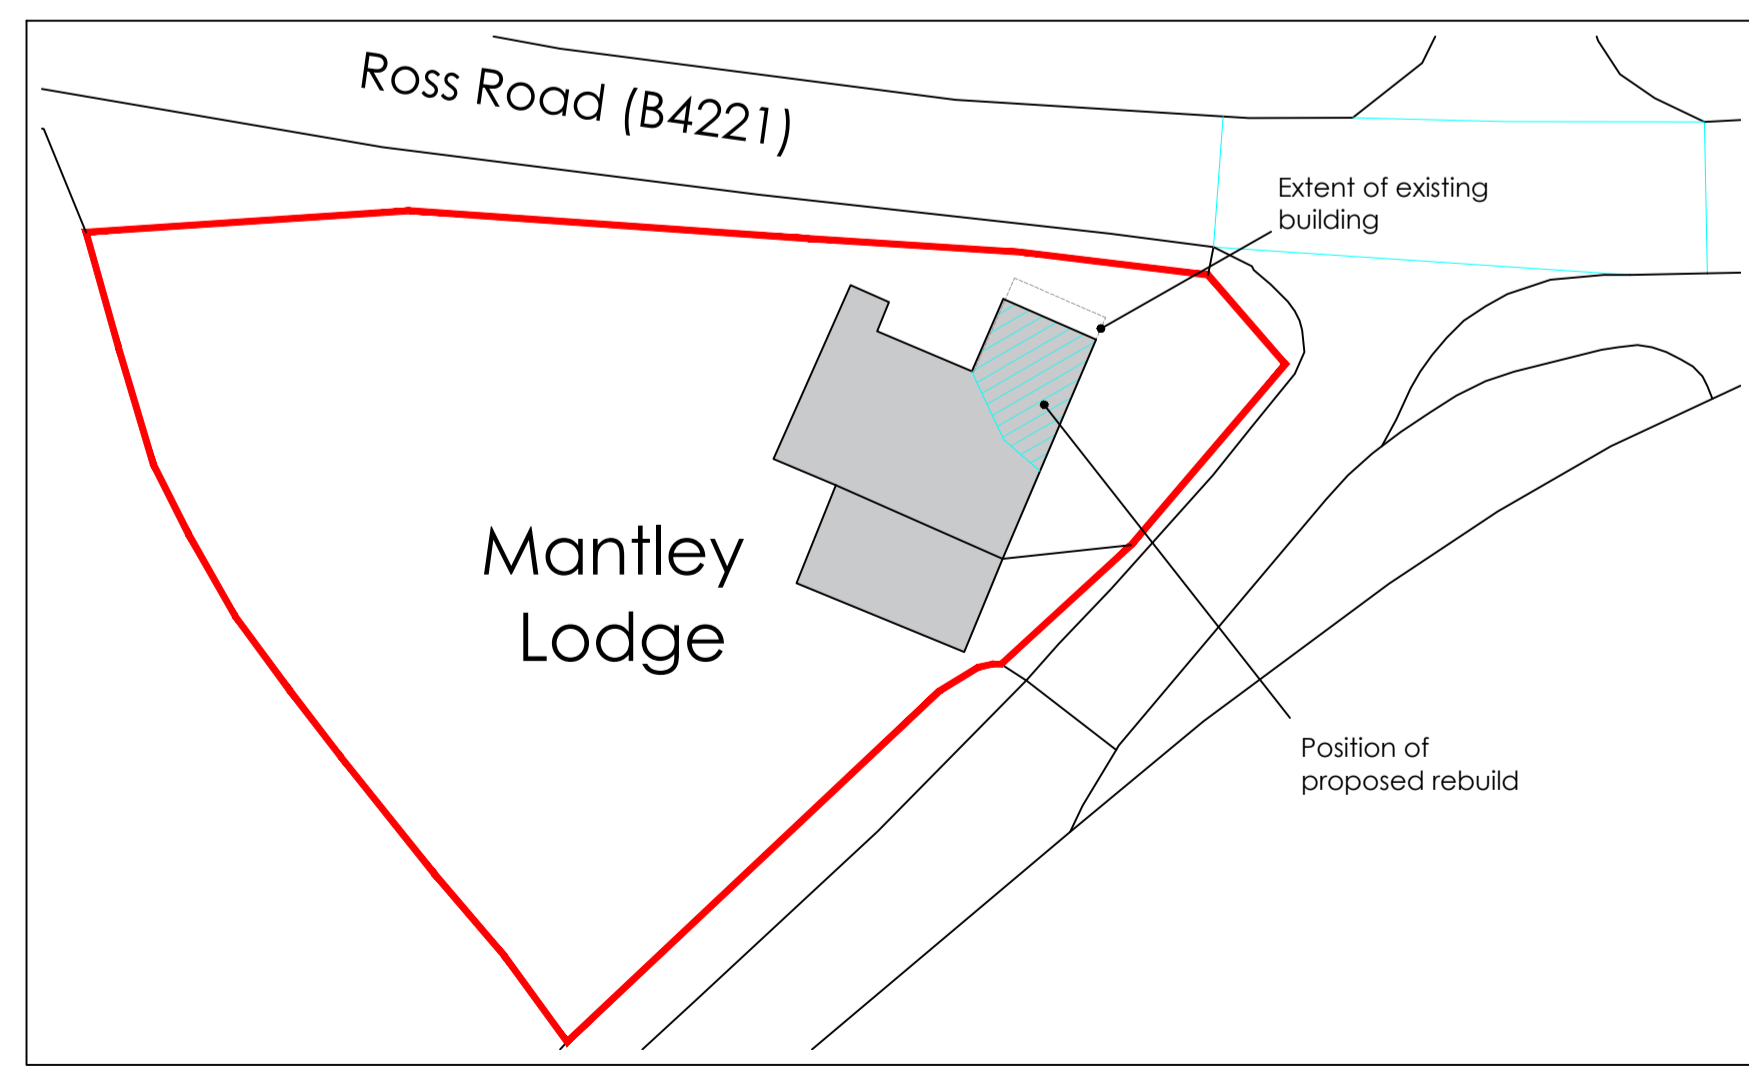 Ross Road (B4221)
Extent of existing
building
Mantley
Lodge
Position of
proposed rebuild